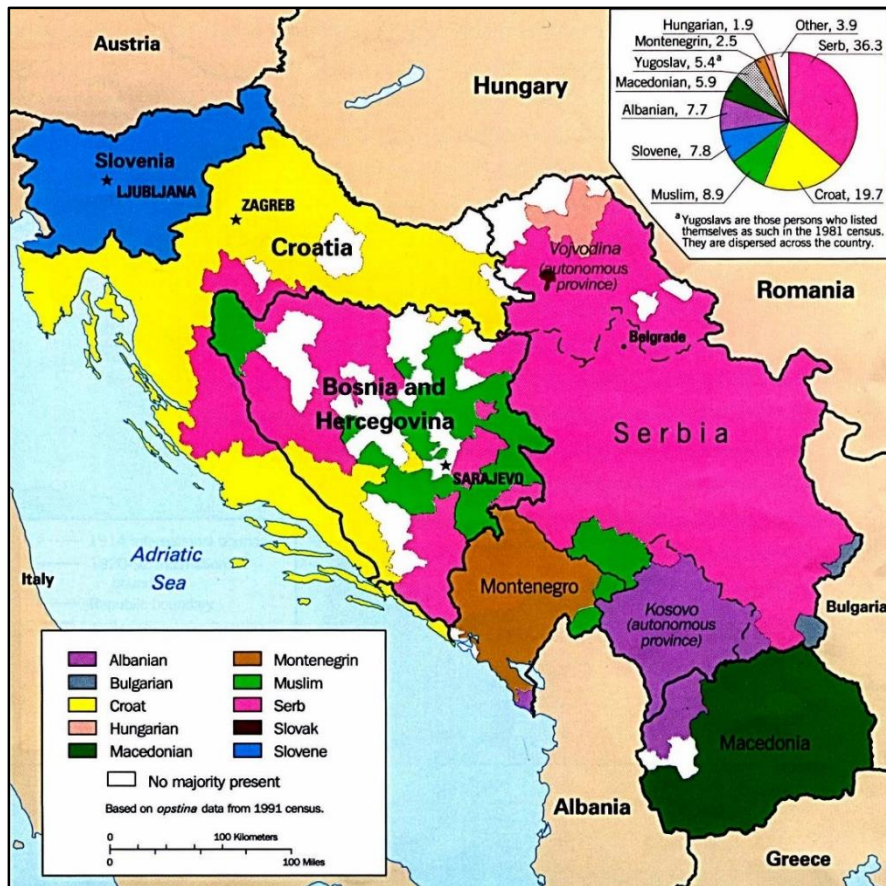 Austria
Hungary
Slovenia
LJUBLJANA
ZAGREB
Croatia
Vojvodina
(autonomous
province)
Romania
Belgrade
Bosnia and
Hercegovina
Serbia
SARAJEVO
Adriatic
Sea
Italy
Montenegro
Kosovo
(autonomous
province)
Bulgaria
Macedonia
Albania
Greece
Hungarian, 1.9
Other, 3.9
Montenegrin, 2.5
Serb, 36.3
Yugoslav, 5.4ᵃ
Macedonian, 5.9
Albanian, 7.7
Slovene, 7.8
Muslim, 8.9
Croat, 19.7
ᵃ Yugoslavs are those persons who listed
themselves as such in the 1981 census.
They are dispersed across the country.
Albanian
Bulgarian
Croat
Hungarian
Macedonian
Montenegrin
Muslim
Serb
Slovak
Slovene
No majority present
Based on opstina data from 1991 census.
0 100 Kilometers
0 100 Miles